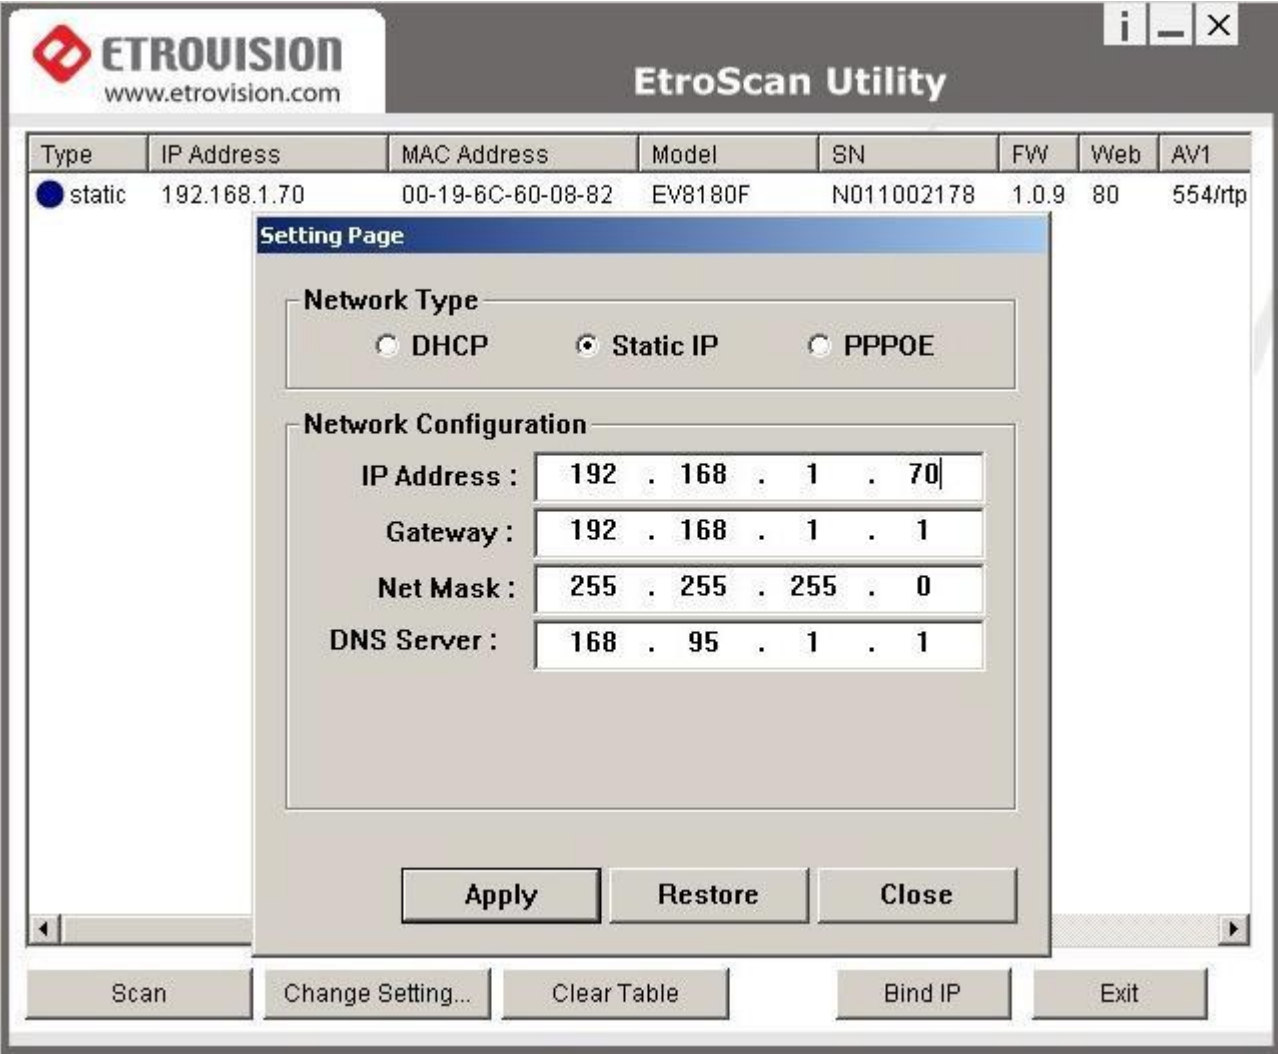 ETROVISION
www.etrovision.com
i
EtroScan Utility
Type IP Address MAC Address Model SN FW Web AV1
static 192.168.1.70 00-19-6C-60-08-82 EV8180F N011002178 1.0.9 80 554/rtp
Setting Page
Network Type
DHCP Static IP PPPOE
Network Configuration
IP Address : 192 . 168 . 1 . 70
Gateway : 192 . 168 . 1 . 1
Net Mask : 255 . 255 . 255 . 0
DNS Server : 168 . 95 . 1 . 1
Apply Restore Close
Scan Change Setting... Clear Table Bind IP Exit